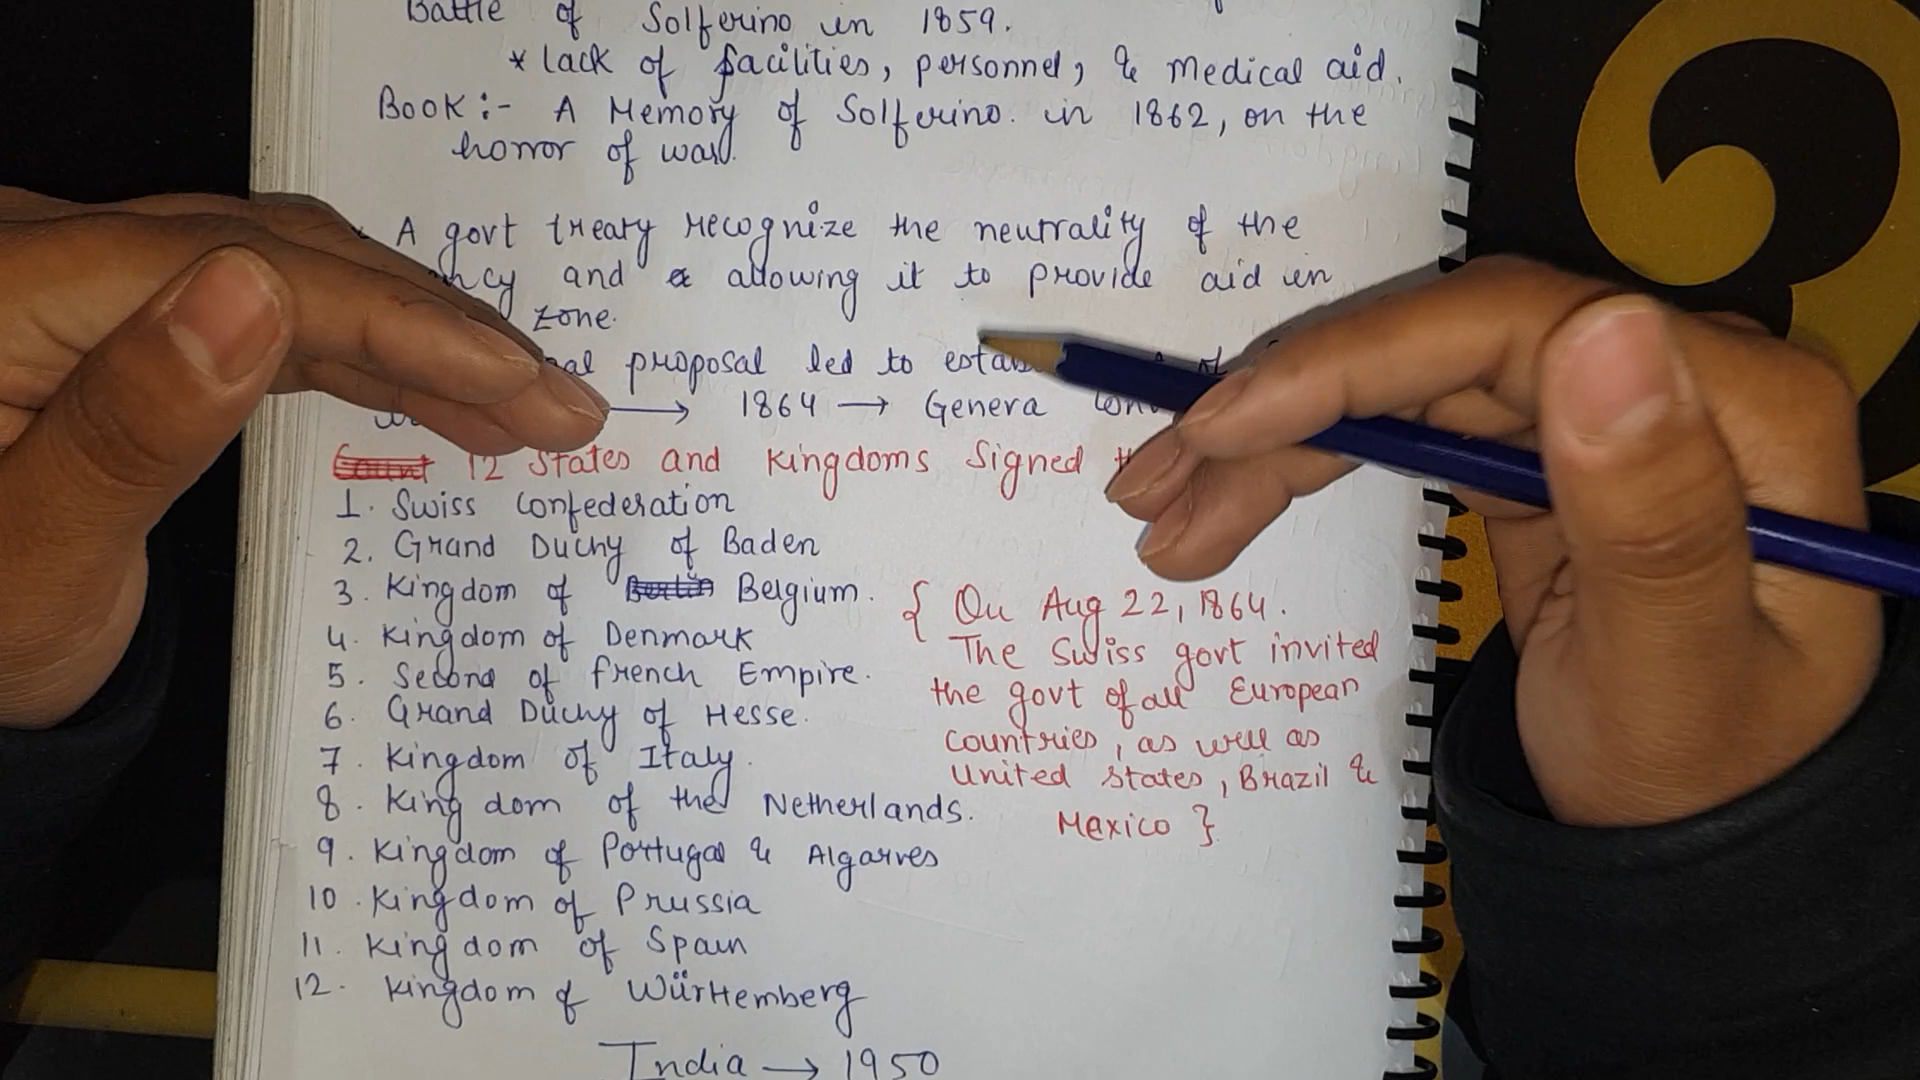 Battle of Solferino in 1859.
* lack of facilities, personnel, & medical aid.
Book :- A Memory of Solferino. in 1862, on the
horror of war.
A govt treaty recognize the neutrality of the
and allowing it to provide aid in
zone.
proposal led to
→ 1864 → Genera
12 States and Kingdoms Signed
1. Swiss Confederation
2. Grand Duchy of Baden
3. Kingdom of Belgium.
4. Kingdom of Denmark
5. Second of french Empire.
6. Grand Duchy of Hesse.
7. Kingdom of Italy.
8. King dom of the Netherlands.
9. Kingdom of Portugal & Algarves
10. Kingdom of Prussia
11. King dom of Spain
12. Kingdom of Württemberg
{ On Aug 22, 1864.
The Swiss govt invited
the govt of all European
countries, as well as
United States, Brazil &
Mexico }
India → 1950